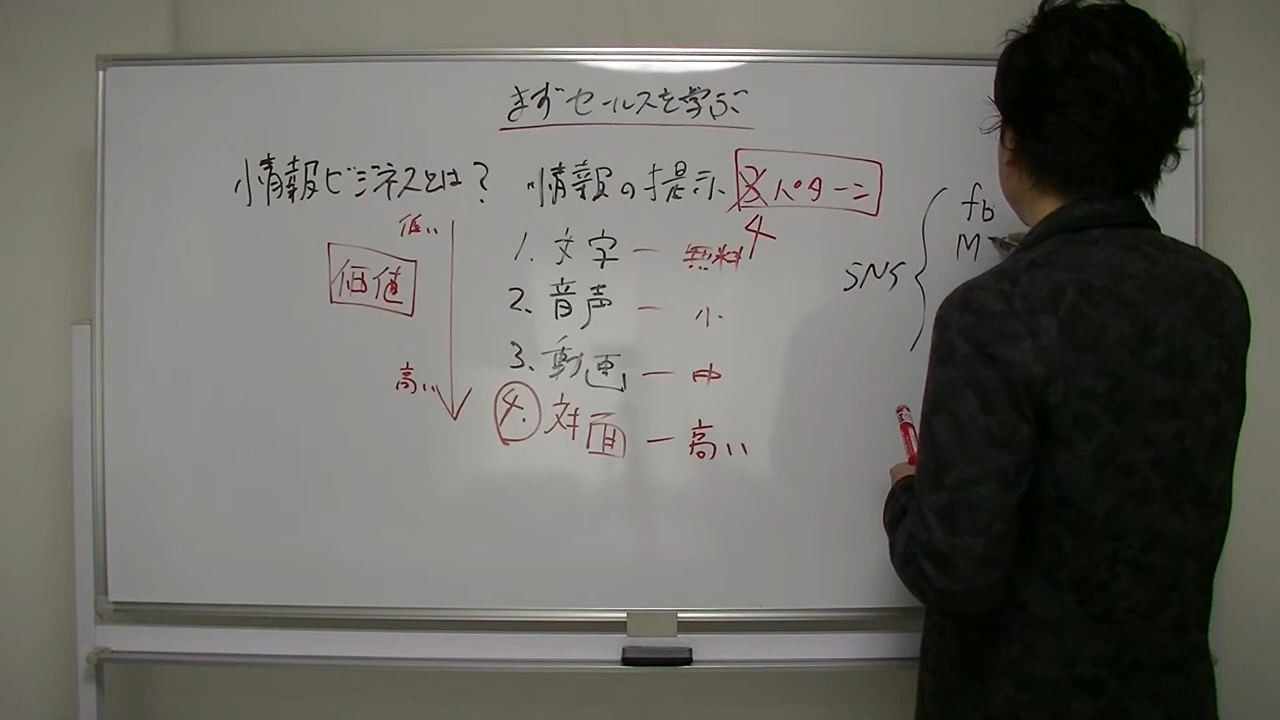 まずセールスを学ぶ
情報ビジネスとは？ 情報の提示 3パターン
4
低い
価値
高い
1. 文字 ー 無料
2. 音声 ー 小
3. 動画 ー 中
4. 対面 ー 高い
SNS
fb
M